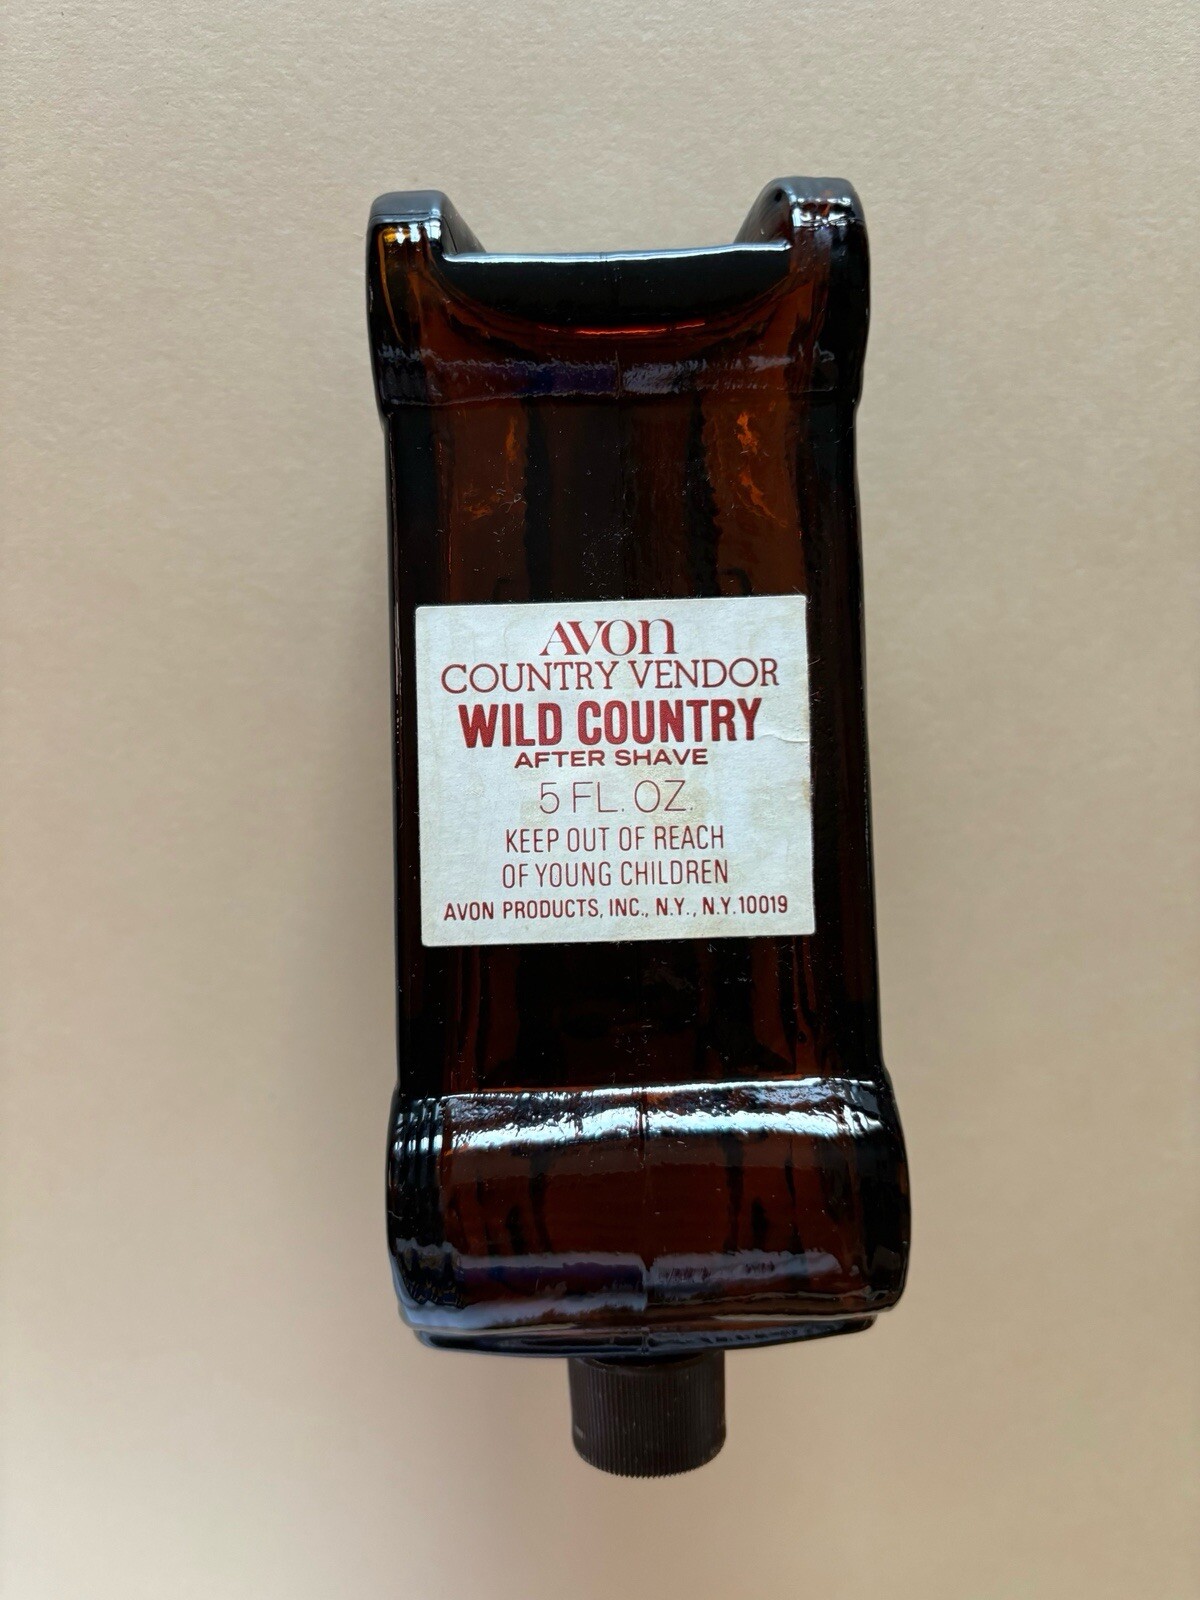 AVON
COUNTRY VENDOR
WILD COUNTRY
AFTER SHAVE
5 FL. OZ.
KEEP OUT OF REACH
OF YOUNG CHILDREN
AVON PRODUCTS, INC., N.Y., N.Y. 10019